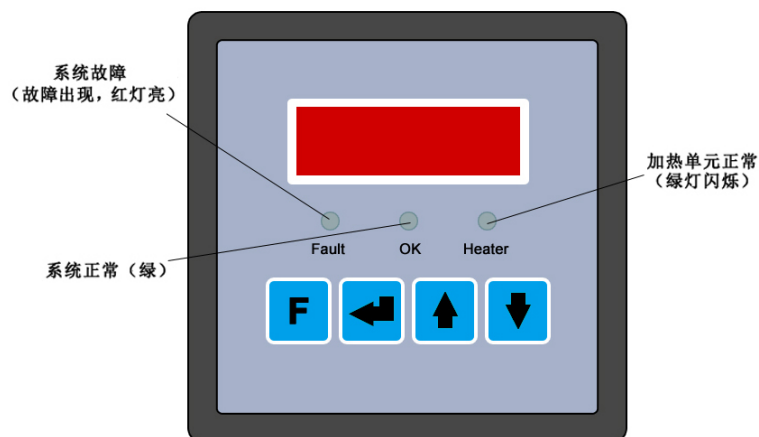 系统故障
（故障出现，红灯亮）
加热单元正常
（绿灯闪烁）
Fault OK Heater
系统正常（绿）
F